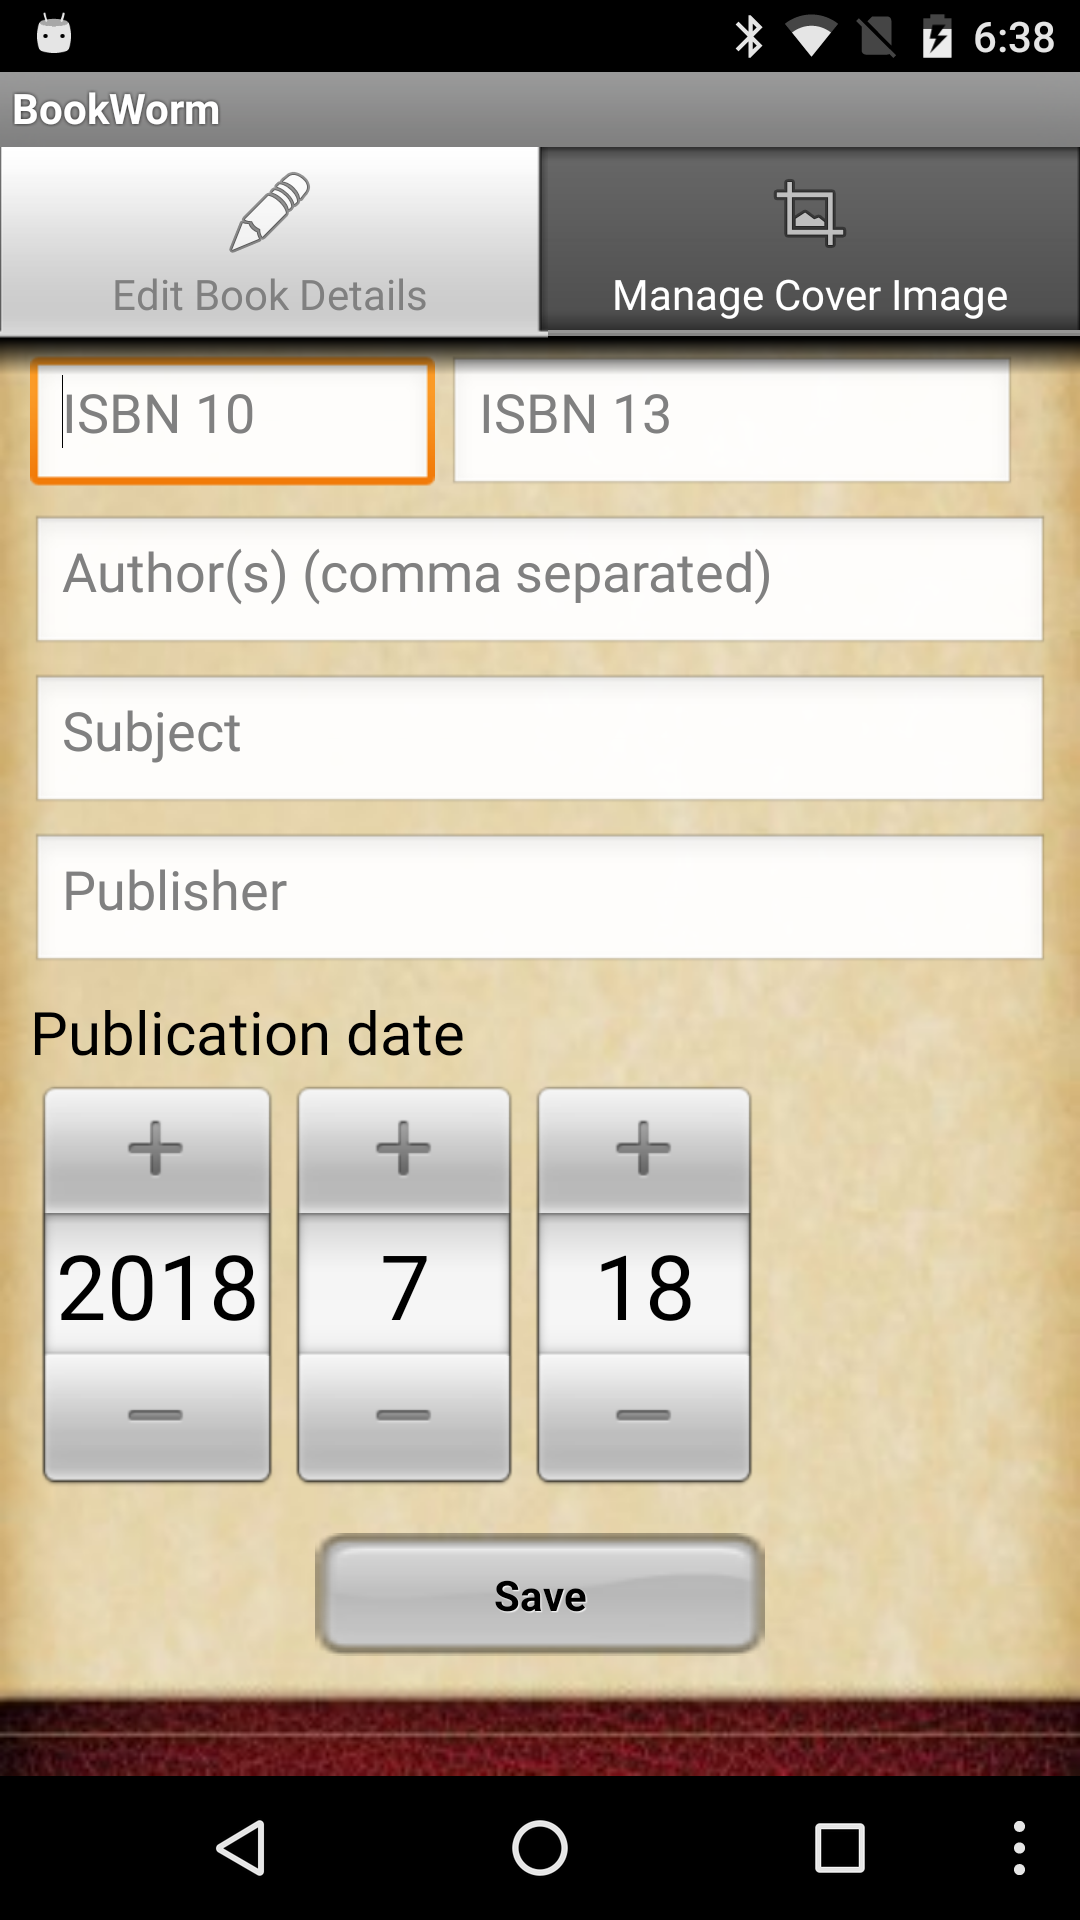 6:38
BookWorm
Edit Book Details
Manage Cover Image
ISBN 10
ISBN 13
Author(s) (comma separated)
Subject
Publisher
Publication date
2018 7 18
Save